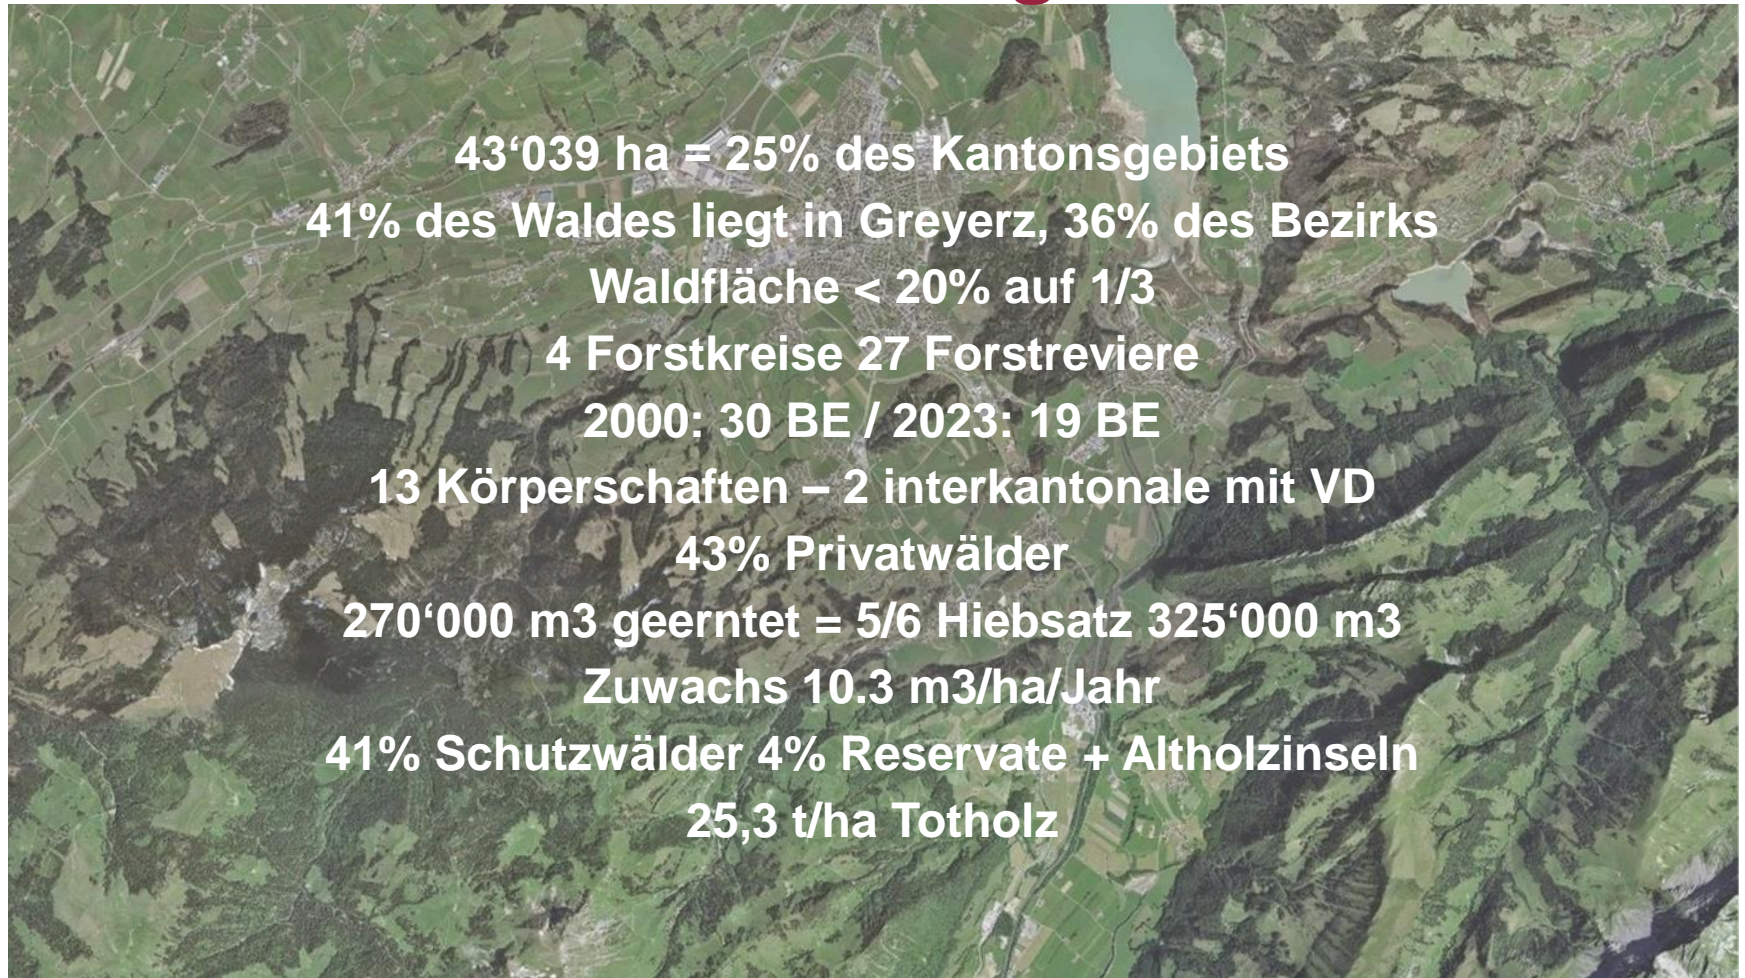 43‘039 ha = 25% des Kantonsgebiets
41% des Waldes liegt in Greyerz, 36% des Bezirks
Waldfläche < 20% auf 1/3
4 Forstkreise 27 Forstreviere
2000: 30 BE / 2023: 19 BE
13 Körperschaften – 2 interkantonale mit VD
43% Privatwälder
270‘000 m3 geerntet = 5/6 Hiebsatz 325‘000 m3
Zuwachs 10.3 m3/ha/Jahr
41% Schutzwälder 4% Reservate + Altholzinseln
25,3 t/ha Totholz